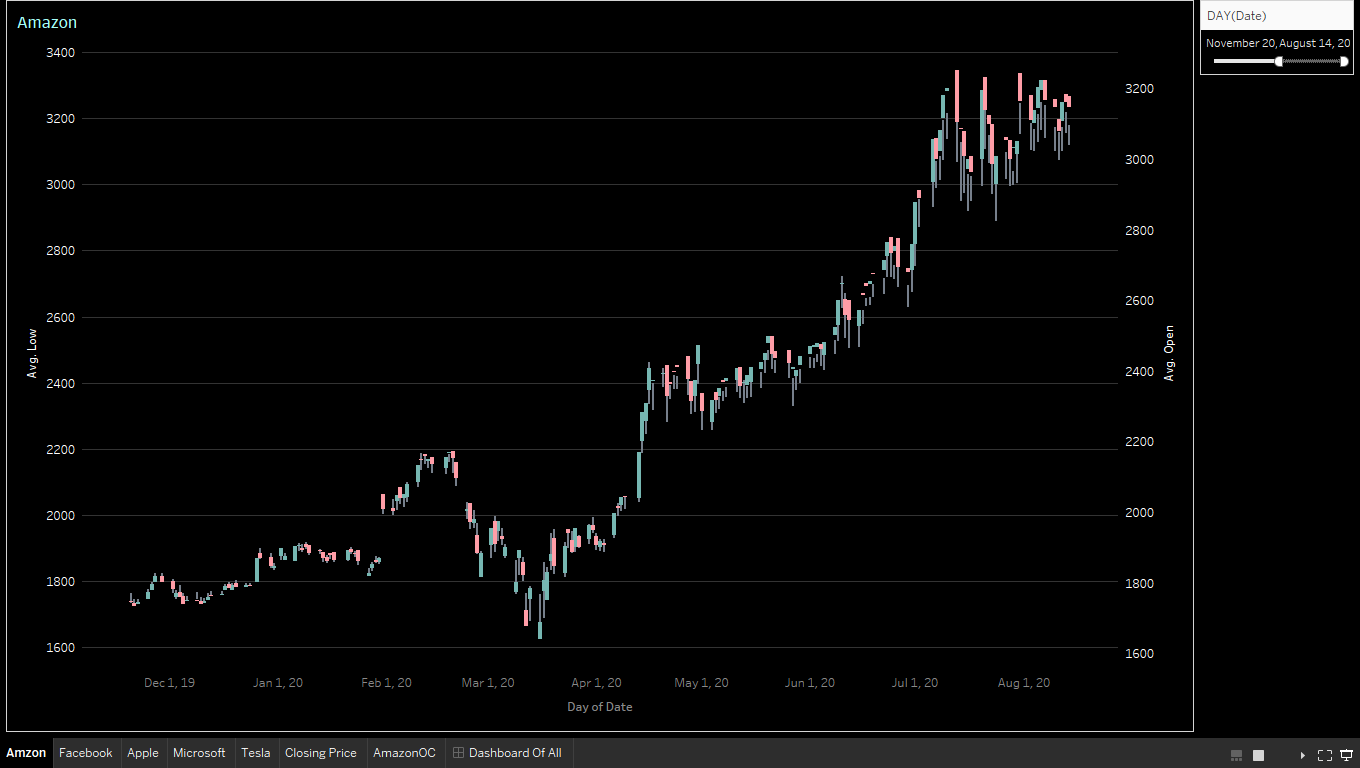 Amazon
DAY(Date)
November 20, August 14, 20
3400
3200
3000
2800
2600
2400
2200
2000
1800
1600
Avg. Low
3200
3000
2800
2600
2400
2200
2000
1800
1600
Avg. Open
Dec 1, 19 Jan 1, 20 Feb 1, 20 Mar 1, 20 Apr 1, 20 May 1, 20 Jun 1, 20 Jul 1, 20 Aug 1, 20
Day of Date
Amzon Facebook Apple Microsoft Tesla Closing Price AmazonOC Dashboard Of All